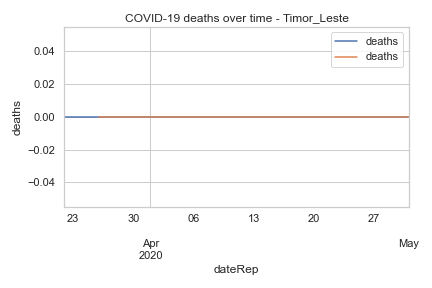 COVID-19 deaths over time - Timor_Leste
deaths
deaths
0.04
0.02
0.00
−0.02
−0.04
deaths
23 30 06 13 20 27
Apr May
2020
dateRep